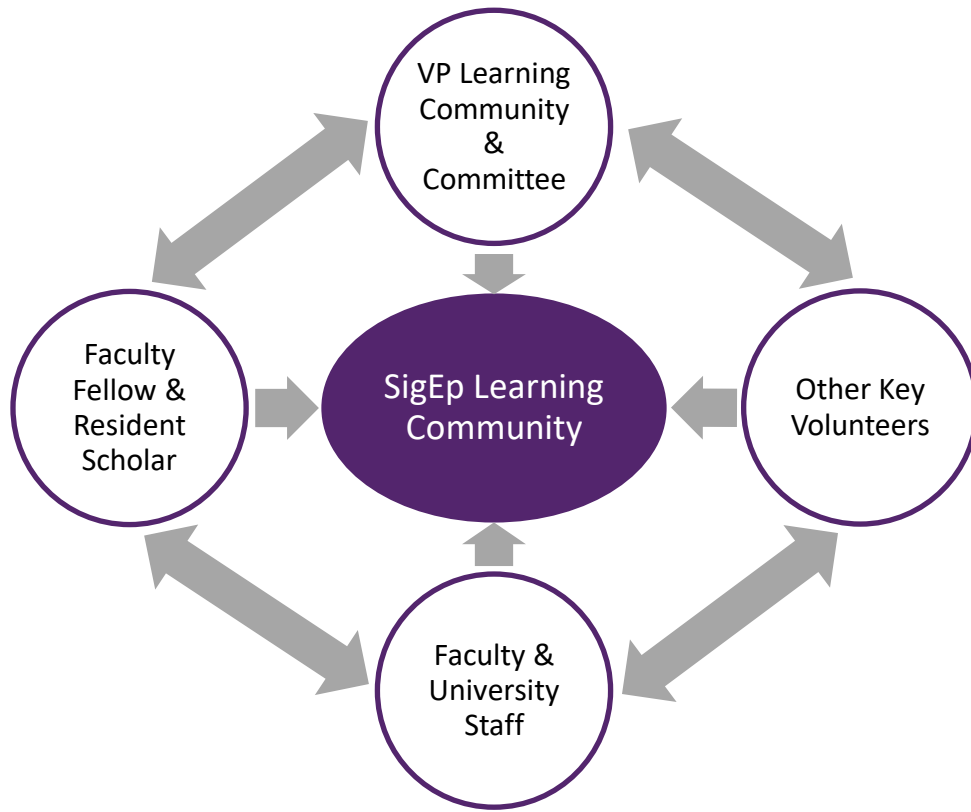 VP Learning
Community
&
Committee
Faculty
Fellow &
Resident
Scholar
SigEp Learning
Community
Other Key
Volunteers
Faculty &
University
Staff